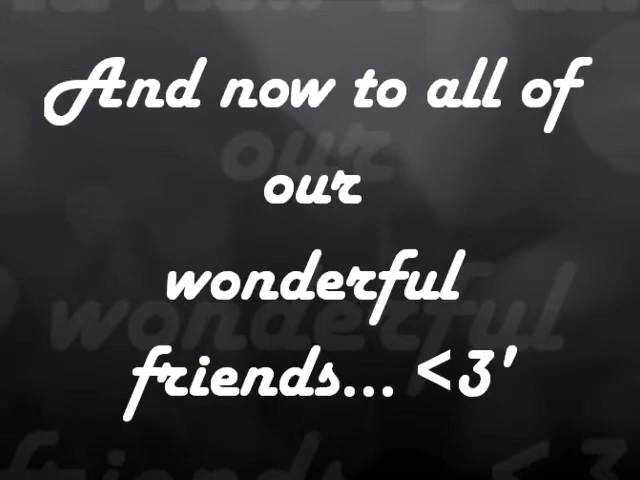 And now to all of
our
wonderful
friends... <3'